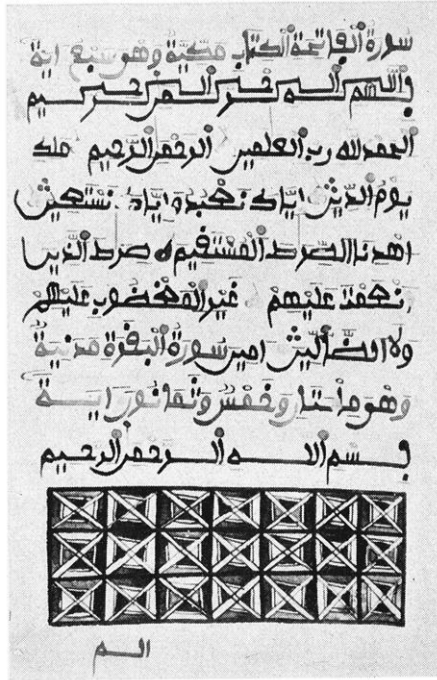 سورة الفاتحة الكتاب مكية وهو سبع اية
بسم الله الرحمن الرحيم
الحمد لله رب العلمين الرحمن الرحيم ملك
يوم الدين اياك نعبد واياك نستعين
اهدنا الصرط المستقيم صرط الذين
انعمت عليهم غير المغضوب عليهم
ولا الضالين امين سورة البقرة مدنية
وهو مائتان وخمس وثمانون اية
بسم الله الرحمن الرحيم
الم